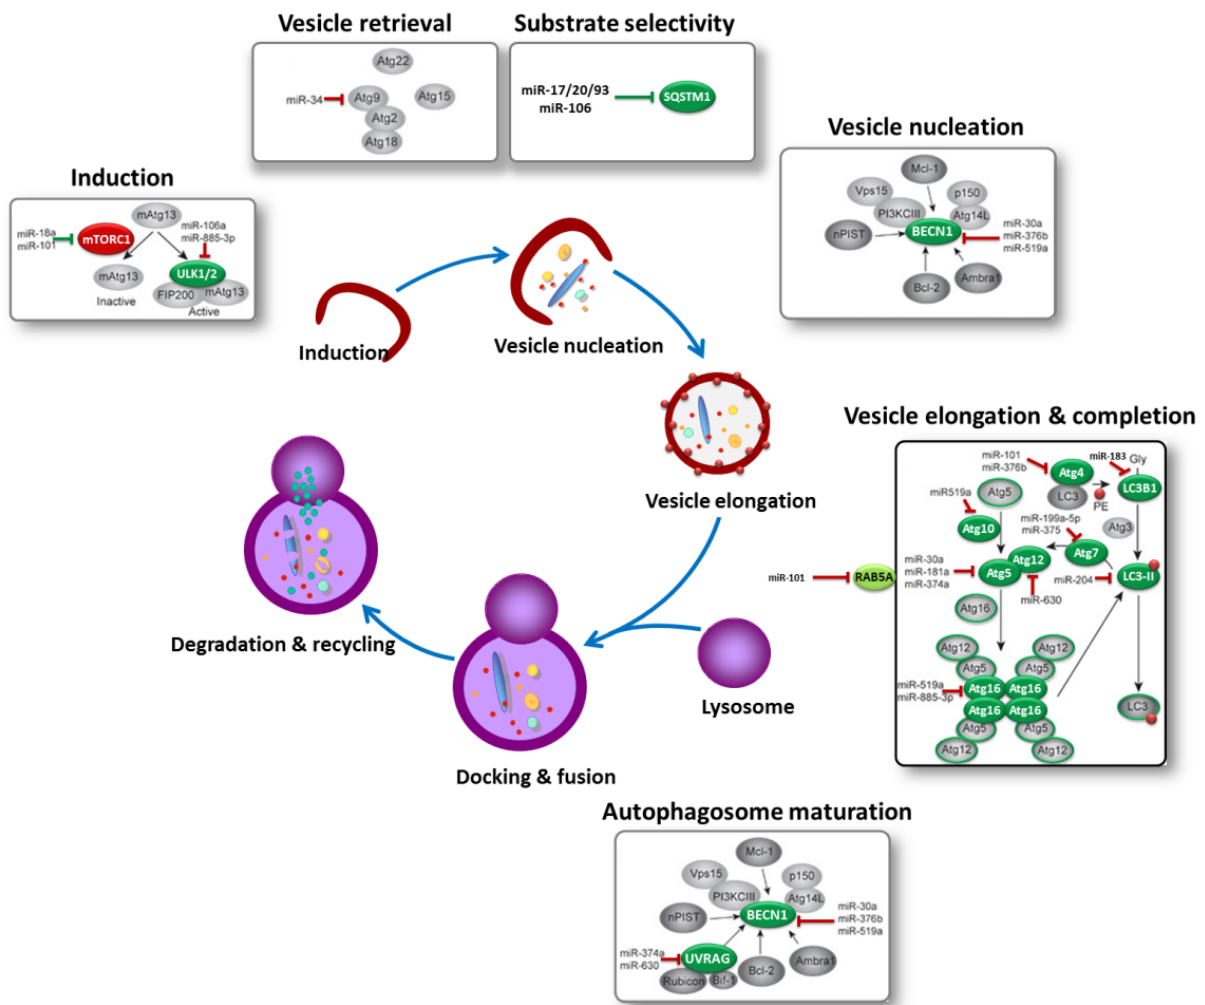 Vesicle retrieval
Atg22
miR-34
Atg9
Atg15
Atg2
Atg18
Substrate selectivity
miR-17/20/93
miR-106
SQSTM1
Vesicle nucleation
Mcl-1
Vps15
p150
PI3KCIII
Atg14L
nPIST
BECN1
miR-30a
miR-376b
miR-519a
Bcl-2
Ambra1
Induction
mAtg13
miR-18a
miR-101
mTORC1
miR-106a
miR-885-3p
mAtg13
ULK1/2
FIP200
mAtg13
Inactive
Active
Induction
Vesicle nucleation
Vesicle elongation
Lysosome
Docking & fusion
Degradation & recycling
Vesicle elongation & completion
miR-101
miR-376b
Atg4
LC3
PE
miR-183
Gly
LC3B1
miR519a
Atg5
Atg10
miR-199a-5p
miR-375
Atg3
Atg12
Atg7
miR-30a
miR-181a
miR-374a
Atg5
miR-204
LC3-II
miR-630
miR-101
RAB5A
Atg16
Atg12
Atg12
Atg5
Atg5
miR-519a
miR-885-3p
Atg16
Atg16
Atg16
Atg16
LC3
Atg5
Atg5
Atg12
Atg12
Autophagosome maturation
Mcl-1
Vps15
p150
PI3KCIII
Atg14L
nPIST
BECN1
miR-30a
miR-376b
miR-519a
miR-374a
miR-630
UVRAG
Rubicon
Bif-1
Bcl-2
Ambra1